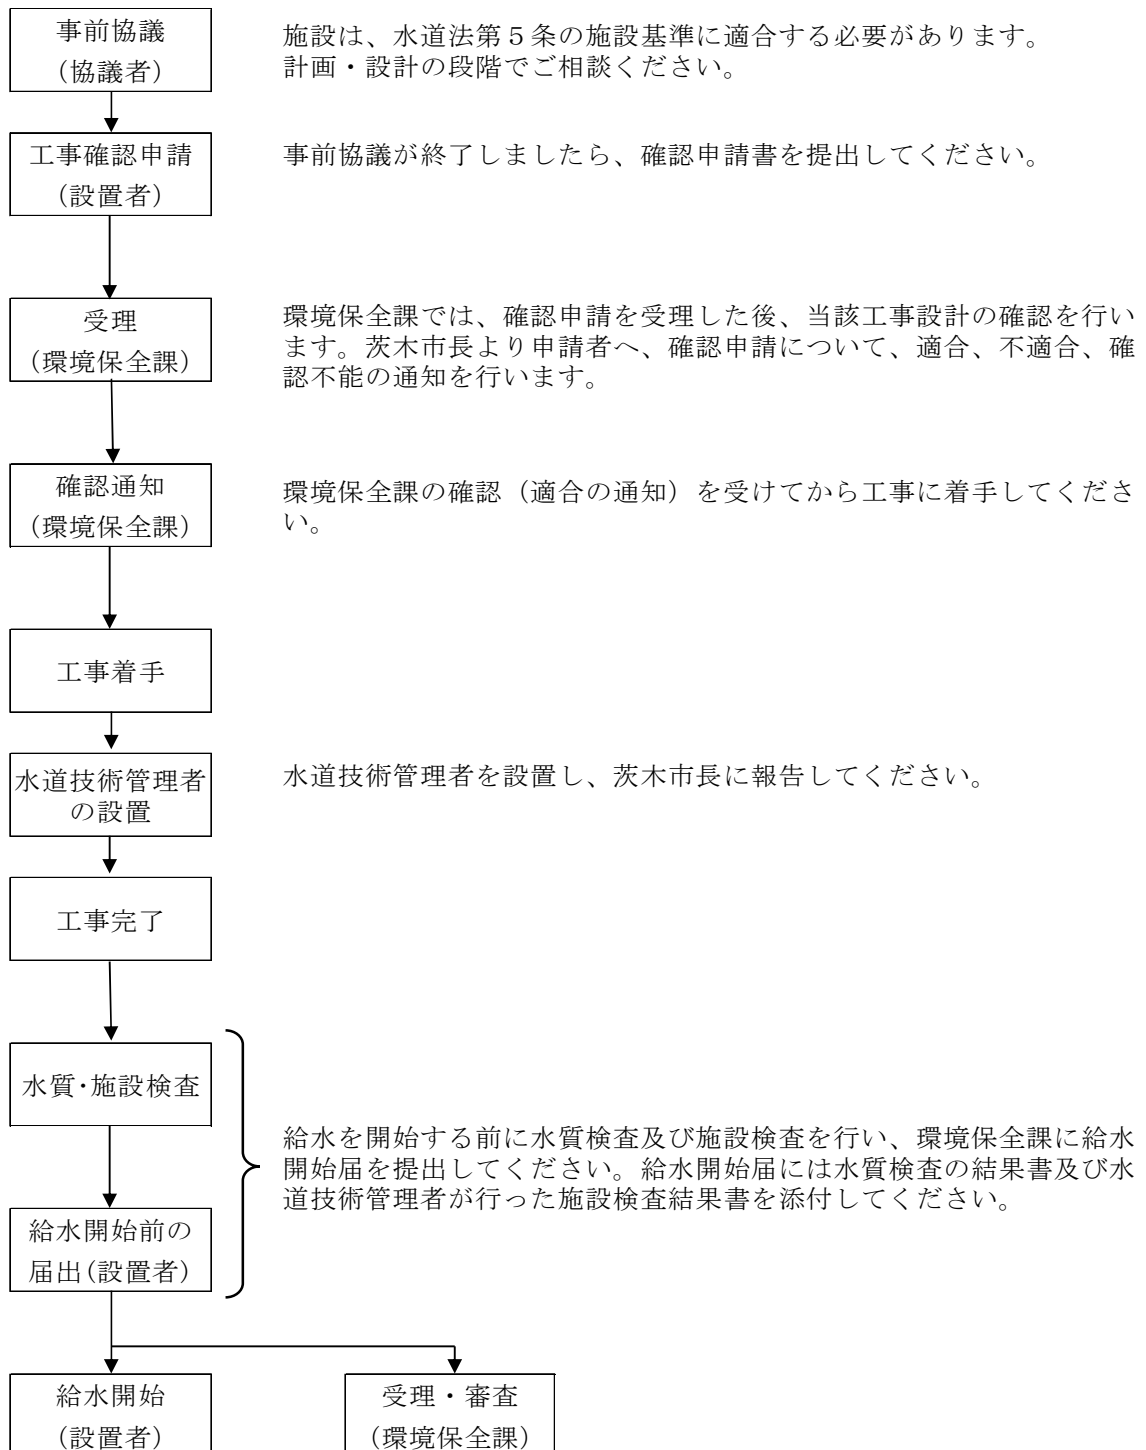 事前協議
（協議者）
施設は、水道法第５条の施設基準に適合する必要があります。
計画・設計の段階でご相談ください。
工事確認申請
（設置者）
事前協議が終了しましたら、確認申請書を提出してください。
受理
（環境保全課）
環境保全課では、確認申請を受理した後、当該工事設計の確認を行い
ます。茨木市長より申請者へ、確認申請について、適合、不適合、確
認不能の通知を行います。
確認通知
（環境保全課）
環境保全課の確認（適合の通知）を受けてから工事に着手してくださ
い。
工事着手
水道技術管理者
の設置
水道技術管理者を設置し、茨木市長に報告してください。
工事完了
水質・施設検査
給水を開始する前に水質検査及び施設検査を行い、環境保全課に給水
開始届を提出してください。給水開始届には水質検査の結果書及び水
道技術管理者が行った施設検査結果書を添付してください。
給水開始前の
届出（設置者）
給水開始
（設置者）
受理・審査
（環境保全課）